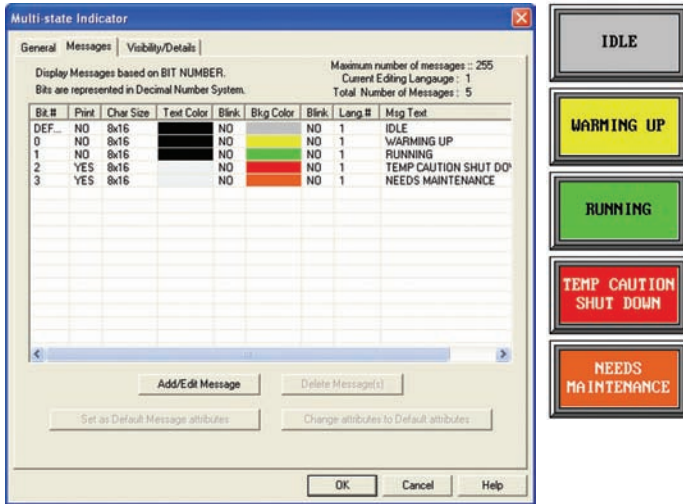 Multi-state Indicator
General Messages Visibility/Details
Display Messages based on BIT NUMBER.
Bits are represented in Decimal Number System.
Maximum number of messages :: 255
Current Editing Langauge : 1
Total Number of Messages : 5
Bit.# Print Char Size Text Color Blink Bkg Color Blink Lang.# Msg Text
DEF... NO 8x16 NO NO 1 IDLE
0 NO 8x16 NO NO 1 WARMING UP
1 NO 8x16 NO NO 1 RUNNING
2 YES 8x16 NO NO 1 TEMP CAUTION SHUT DO
3 YES 8x16 NO NO 1 NEEDS MAINTENANCE
Add/Edit Message Delete Message(s)
Set as Default Message attributes Change attributes to Default attributes
OK Cancel Help
IDLE
WARMING UP
RUNNING
TEMP CAUTION
SHUT DOWN
NEEDS
MAINTENANCE